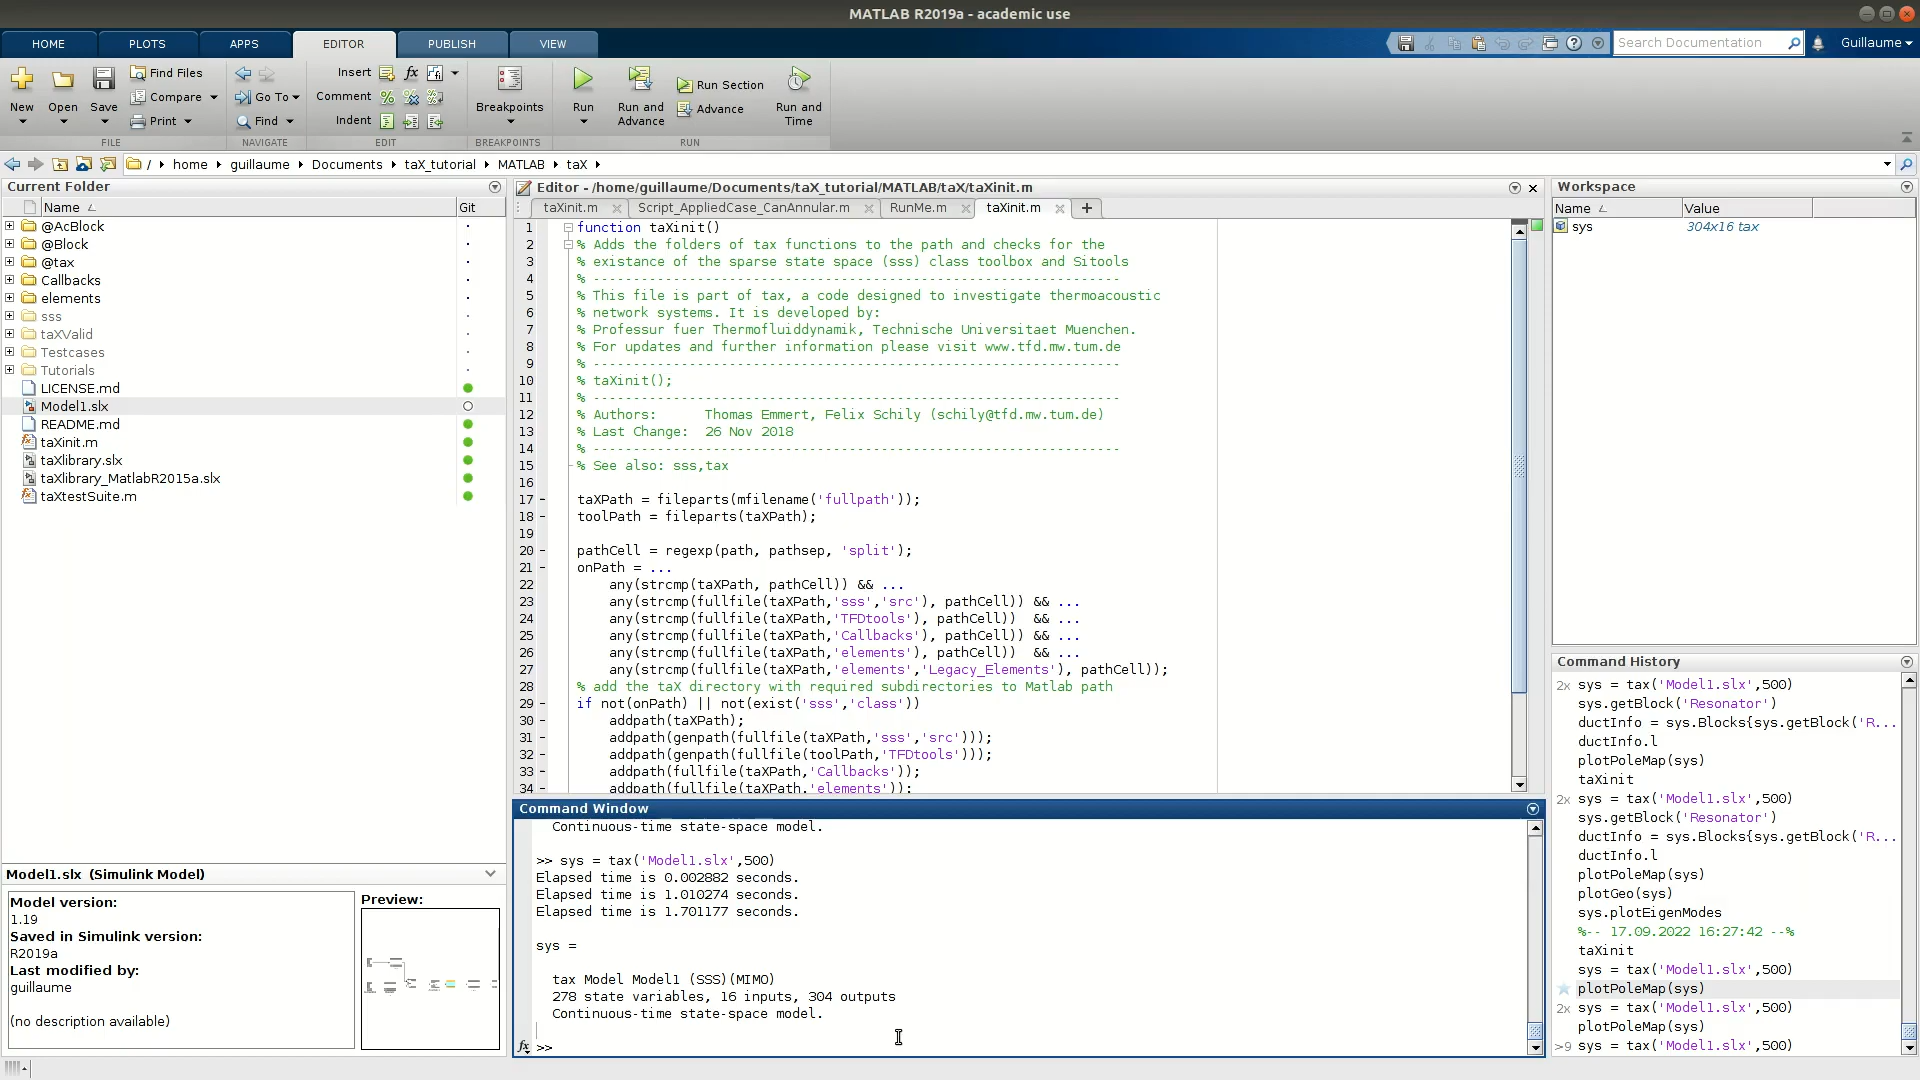 MATLAB R2019a - academic use
HOME
PLOTS
APPS
EDITOR
PUBLISH
VIEW
Search Documentation
Guillaume
New
Open
Save
Find Files
Compare
Print
FILE
Go To
Find
NAVIGATE
Insert
Comment
Indent
EDIT
Breakpoints
BREAKPOINTS
Run
Run and Advance
Run Section
Advance
Run and Time
RUN
/ home guillaume Documents taX_tutorial MATLAB taX
Current Folder
Name
Git
@AcBlock
@Block
@tax
Callbacks
elements
sss
taXValid
Testcases
Tutorials
LICENSE.md
Model1.slx
README.md
taXinit.m
taXlibrary.slx
taXlibrary_MatlabR2015a.slx
taXtestSuite.m
Model1.slx (Simulink Model)
Model version:
1.19
Saved in Simulink version:
R2019a
Last modified by:
guillaume
(no description available)
Preview:
Editor - /home/guillaume/Documents/taX_tutorial/MATLAB/taX/taXinit.m
taXinit.m
Script_AppliedCase_CanAnnular.m
RunMe.m
taXinit.m
1 function taXinit()
2 % Adds the folders of tax functions to the path and checks for the
3 % existance of the sparse state space (sss) class toolbox and Sitools
4 % ------------------------------------------------------------------
5 % This file is part of tax, a code designed to investigate thermoacoustic
6 % network systems. It is developed by:
7 % Professur fuer Thermofluiddynamik, Technische Universitaet Muenchen.
8 % For updates and further information please visit www.tfd.mw.tum.de
9 % ------------------------------------------------------------------
10 % taXinit();
11 % ------------------------------------------------------------------
12 % Authors:      Thomas Emmert, Felix Schily (schily@tfd.mw.tum.de)
13 % Last Change:  26 Nov 2018
14 % ------------------------------------------------------------------
15 % See also: sss,tax
16
17 - taXPath = fileparts(mfilename('fullpath'));
18 - toolPath = fileparts(taXPath);
19
20 - pathCell = regexp(path, pathsep, 'split');
21 - onPath = ...
22 any(strcmp(taXPath, pathCell)) && ...
23 any(strcmp(fullfile(taXPath,'sss','src'), pathCell)) && ...
24 any(strcmp(fullfile(taXPath,'TFDtools'), pathCell))  && ...
25 any(strcmp(fullfile(taXPath,'Callbacks'), pathCell)) && ...
26 any(strcmp(fullfile(taXPath,'elements'), pathCell))  && ...
27 any(strcmp(fullfile(taXPath,'elements','Legacy_Elements'), pathCell));
28 % add the taX directory with required subdirectories to Matlab path
29 - if not(onPath) || not(exist('sss','class'))
30 - addpath(taXPath);
31 - addpath(genpath(fullfile(taXPath,'sss','src')));
32 - addpath(genpath(fullfile(toolPath,'TFDtools')));
33 - addpath(fullfile(taXPath,'Callbacks'));
34 - addpath(fullfile(taXPath,'elements'));
Command Window
Continuous-time state-space model.
>> sys = tax('Model1.slx',500)
Elapsed time is 0.002882 seconds.
Elapsed time is 1.010274 seconds.
Elapsed time is 1.701177 seconds.
sys =
tax Model Model1 (SSS)(MIMO)
278 state variables, 16 inputs, 304 outputs
Continuous-time state-space model.
fx >>
Workspace
Name
Value
sys
304x16 tax
Command History
2x sys = tax('Model1.slx',500)
sys.getBlock('Resonator')
ductInfo = sys.Blocks{sys.getBlock('R...
ductInfo.l
plotPoleMap(sys)
taXinit
2x sys = tax('Model1.slx',500)
sys.getBlock('Resonator')
ductInfo = sys.Blocks{sys.getBlock('R...
ductInfo.l
plotPoleMap(sys)
plotGeo(sys)
sys.plotEigenModes
%-- 17.09.2022 16:27:42 --%
taXinit
sys = tax('Model1.slx',500)
plotPoleMap(sys)
2x sys = tax('Model1.slx',500)
plotPoleMap(sys)
>9 sys = tax('Model1.slx',500)